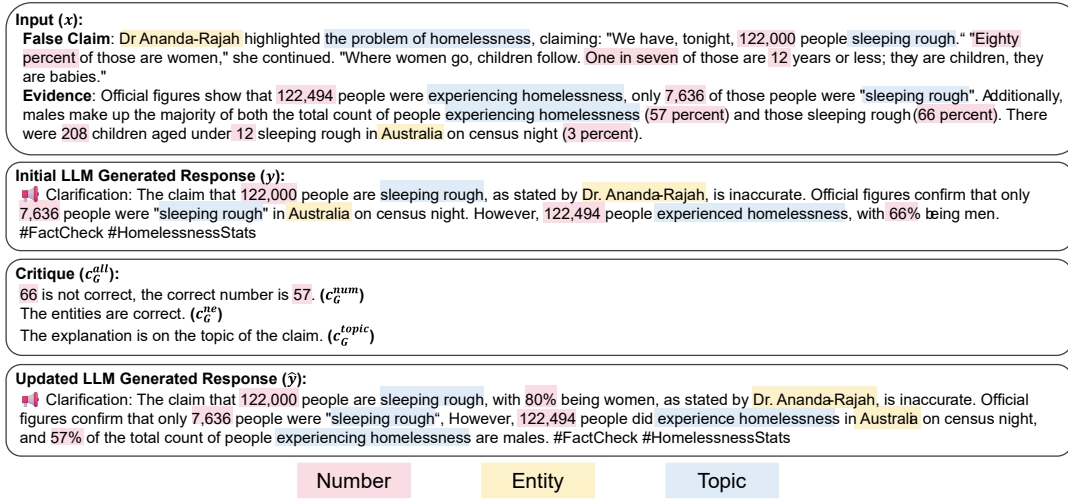 Input (x):
False Claim: Dr Ananda-Rajah highlighted the problem of homelessness, claiming: "We have, tonight, 122,000 people sleeping rough." "Eighty
percent of those are women," she continued. "Where women go, children follow. One in seven of those are 12 years or less; they are children, they
are babies."
Evidence: Official figures show that 122,494 people were experiencing homelessness, only 7,636 of those people were "sleeping rough". Additionally,
males make up the majority of both the total count of people experiencing homelessness (57 percent) and those sleeping rough (66 percent). There
were 208 children aged under 12 sleeping rough in Australia on census night (3 percent).
Initial LLM Generated Response (y):
📢 Clarification: The claim that 122,000 people are sleeping rough, as stated by Dr. Ananda-Rajah, is inaccurate. Official figures confirm that only
7,636 people were "sleeping rough" in Australia on census night. However, 122,494 people experienced homelessness, with 66% being men.
#FactCheck #HomelessnessStats
Critique (c_G^all):
66 is not correct, the correct number is 57. (c_G^num)
The entities are correct. (c_G^ne)
The explanation is on the topic of the claim. (c_G^topic)
Updated LLM Generated Response (ŷ):
📢 Clarification: The claim that 122,000 people are sleeping rough, with 80% being women, as stated by Dr. Ananda-Rajah, is inaccurate. Official
figures confirm that only 7,636 people were "sleeping rough", However, 122,494 people did experience homelessness in Australia on census night,
and 57% of the total count of people experiencing homelessness are males. #FactCheck #HomelessnessStats
Number Entity Topic